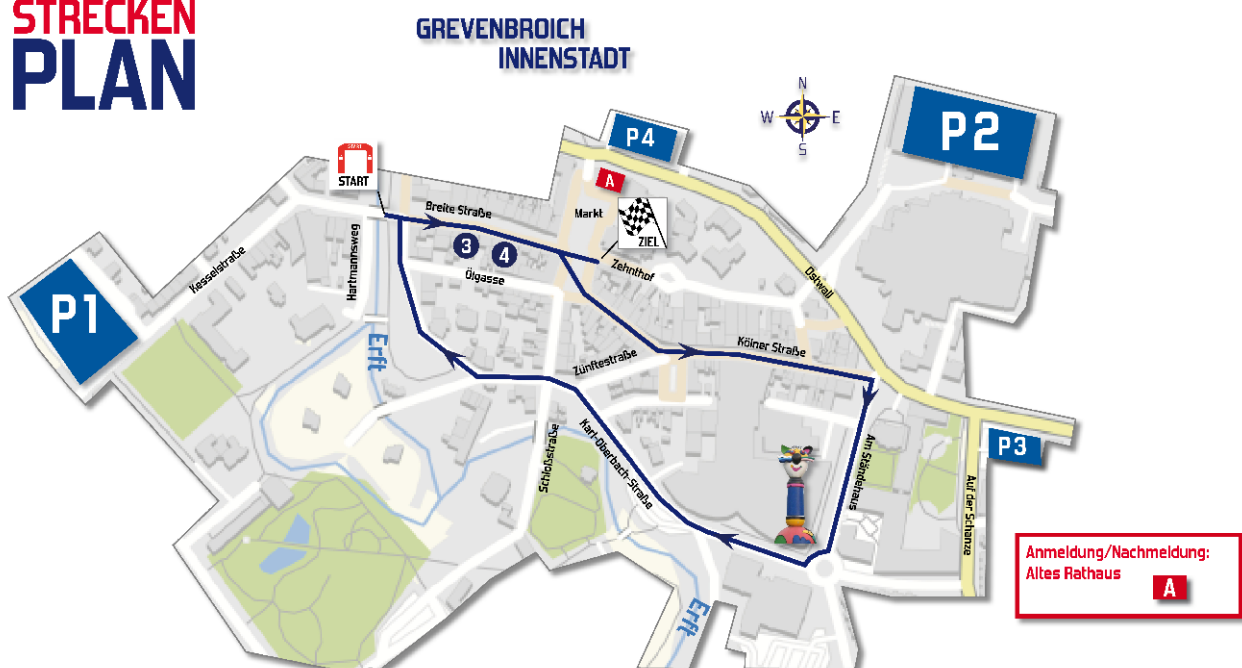 STRECKEN
PLAN
GREVENBROICH
INNENSTADT
N
W
E
S
P4
P2
START
A
Breite Straße
Markt
ZIEL
3
4
Zehnthof
Ölgasse
Kesselstraße
Hartmannsweg
Ostwall
P1
Erft
Kölner Straße
Zünftestraße
Karl-Oberbach-Straße
Schloßstraße
Am Ständehaus
P3
Auf der Schanze
Erft
Anmeldung/Nachmeldung:
Altes Rathaus
A